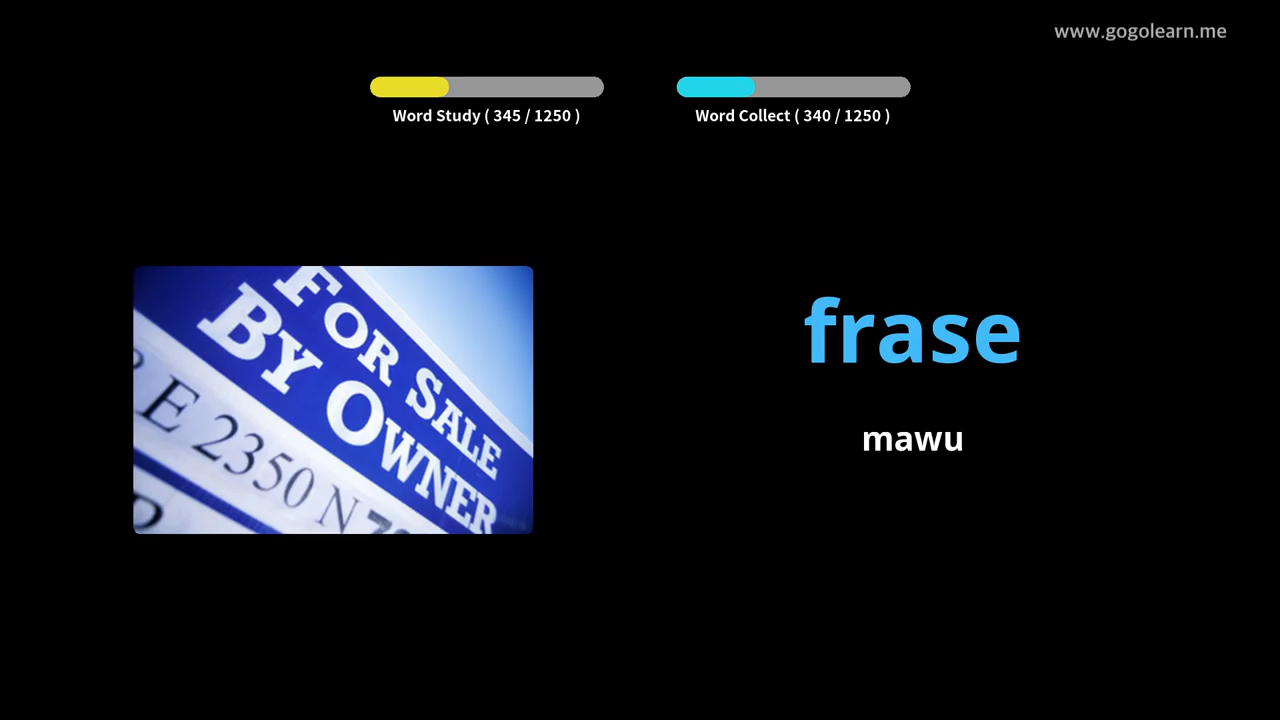 www.gogolearn.me
Word Study ( 345 / 1250 )
Word Collect ( 340 / 1250 )
FOR SALE
BY OWNER
E 2350 N
frase
mawu